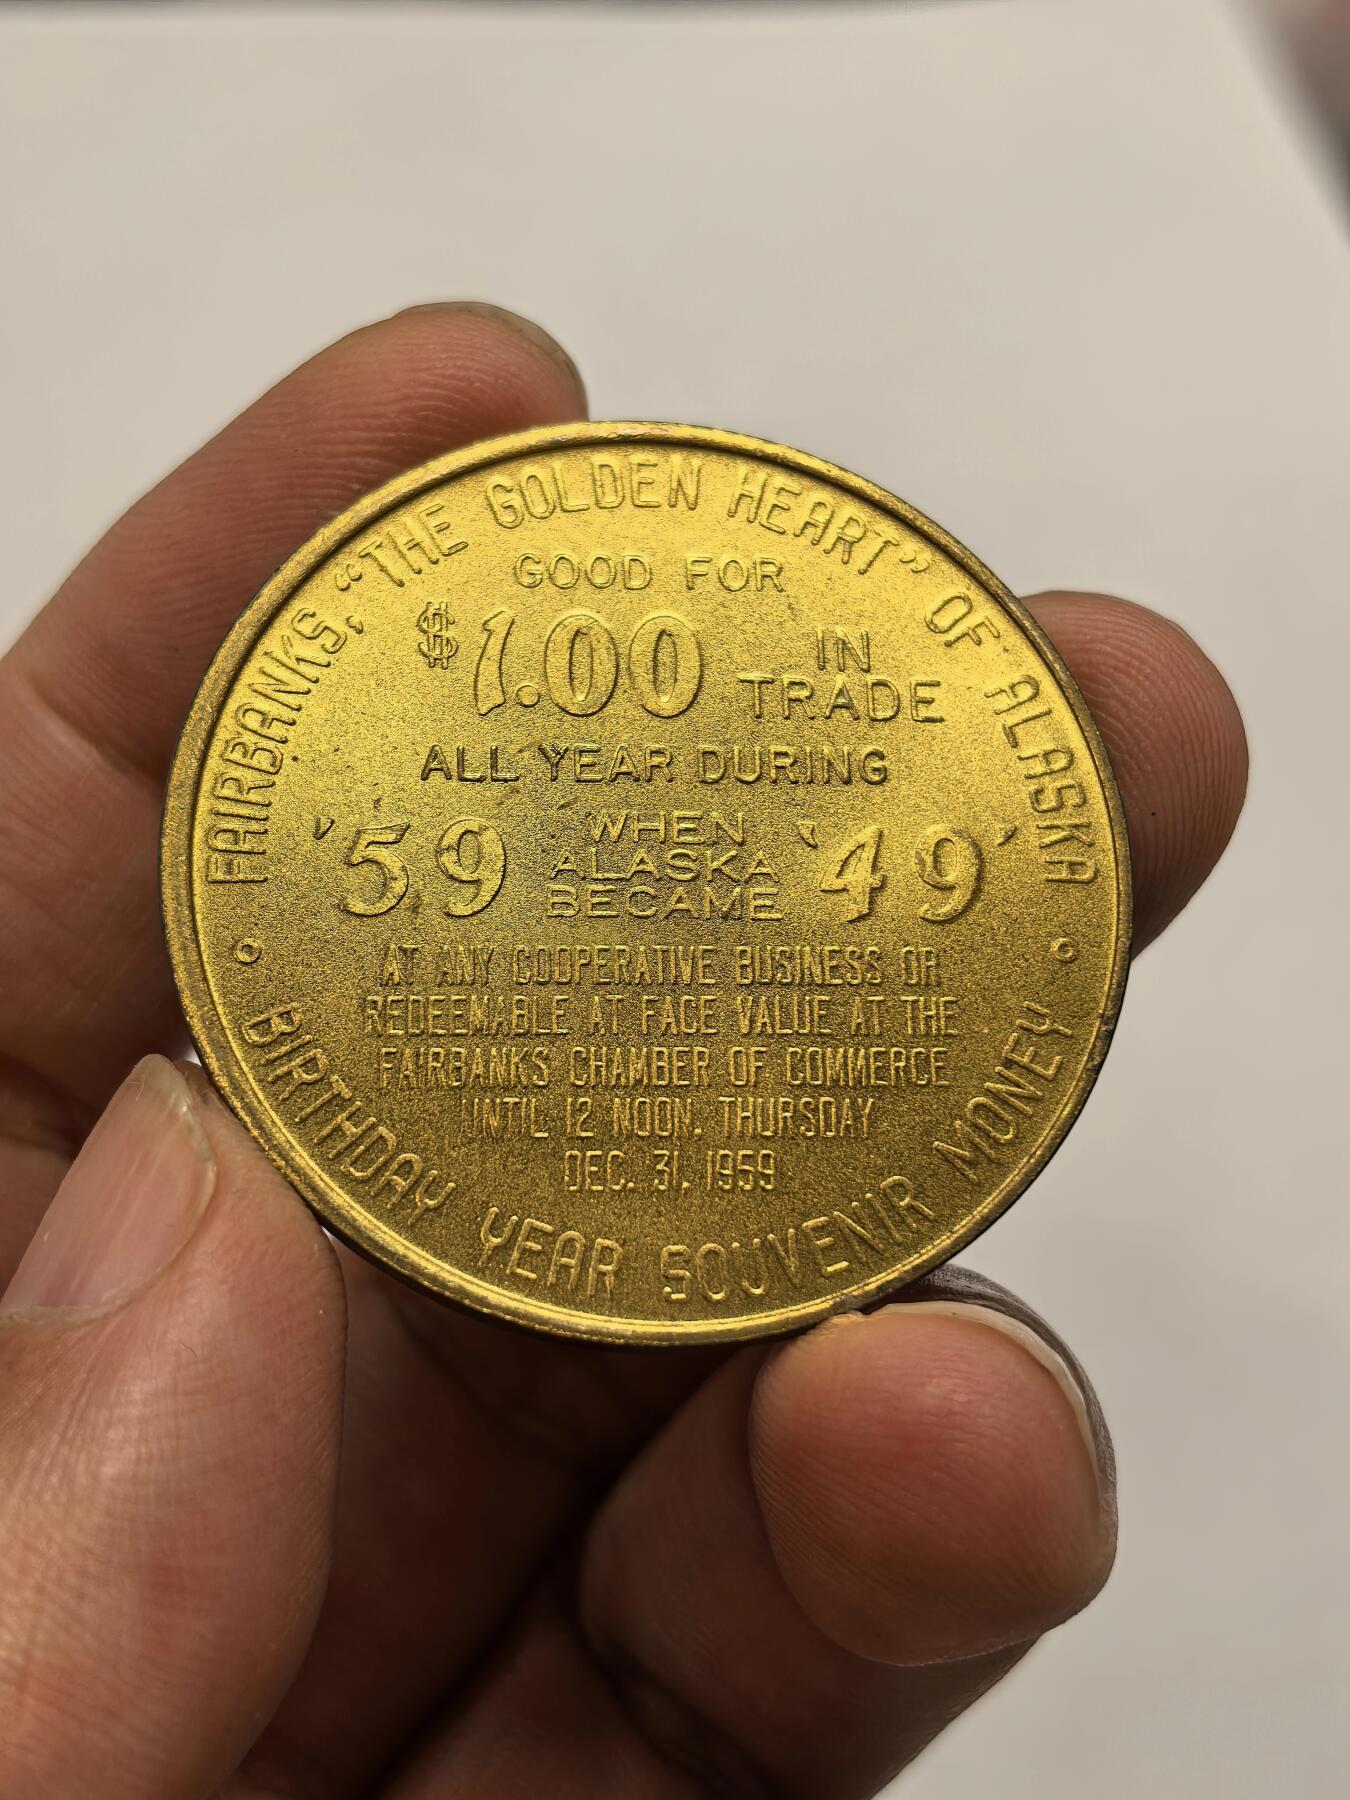 FAIRBANKS, "THE GOLDEN HEART" OF ALASKA
GOOD FOR
$1.00 IN TRADE
ALL YEAR DURING
'59 WHEN ALASKA BECAME '49'
AT ANY COOPERATIVE BUSINESS OR
REDEEMABLE AT FACE VALUE AT THE
FAIRBANKS CHAMBER OF COMMERCE
UNTIL 12 NOON, THURSDAY
DEC. 31, 1959
BIRTHDAY YEAR SOUVENIR MONEY